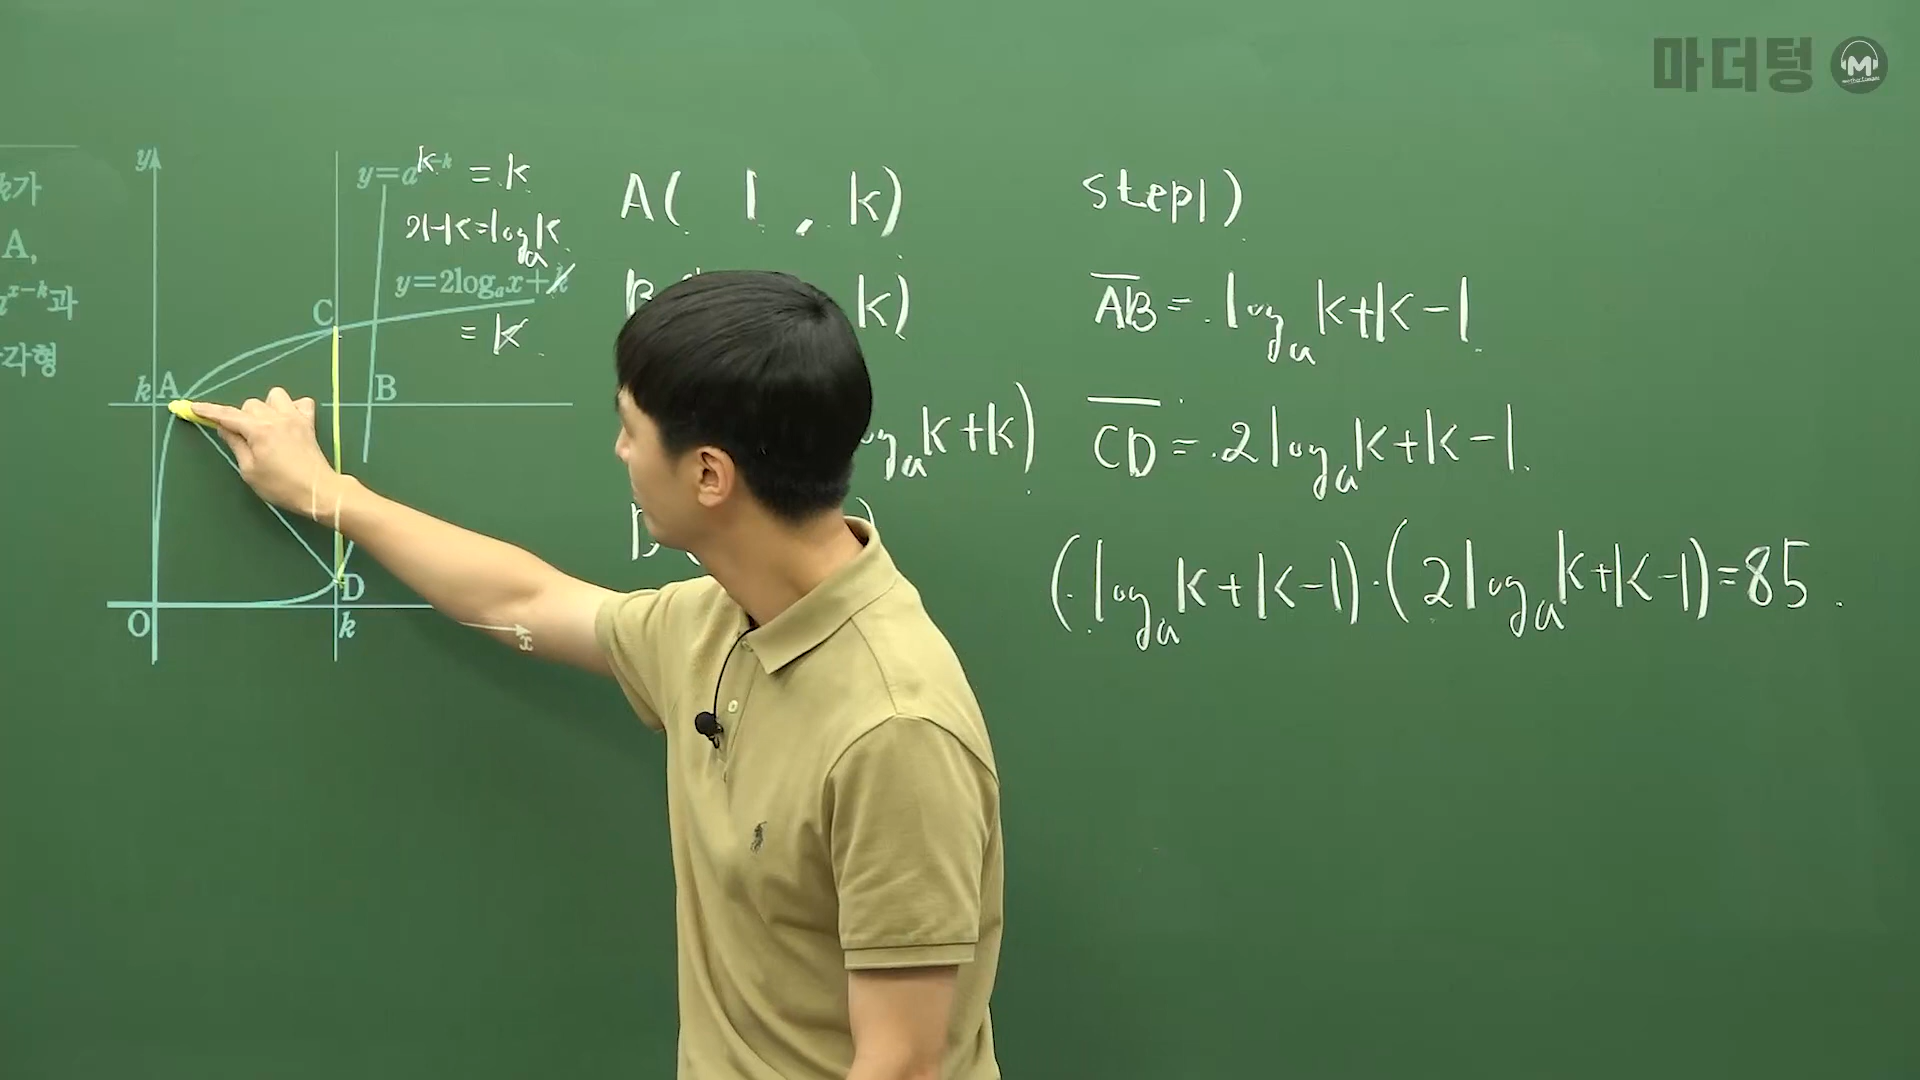 마더텅
M
k가
A,
a^{x-k}과
각형
y
y=a^{x-k} = k
x-k=log_a k
y=2log_a x+k
= k
C
k A
B
D
O
k
x
A( 1 , k)
B
k)
log_a k+k)
D
step1)
AB = log_a k+k-1
CD = 2log_a k+k-1
(log_a k+k-1)·(2log_a k+k-1)=85